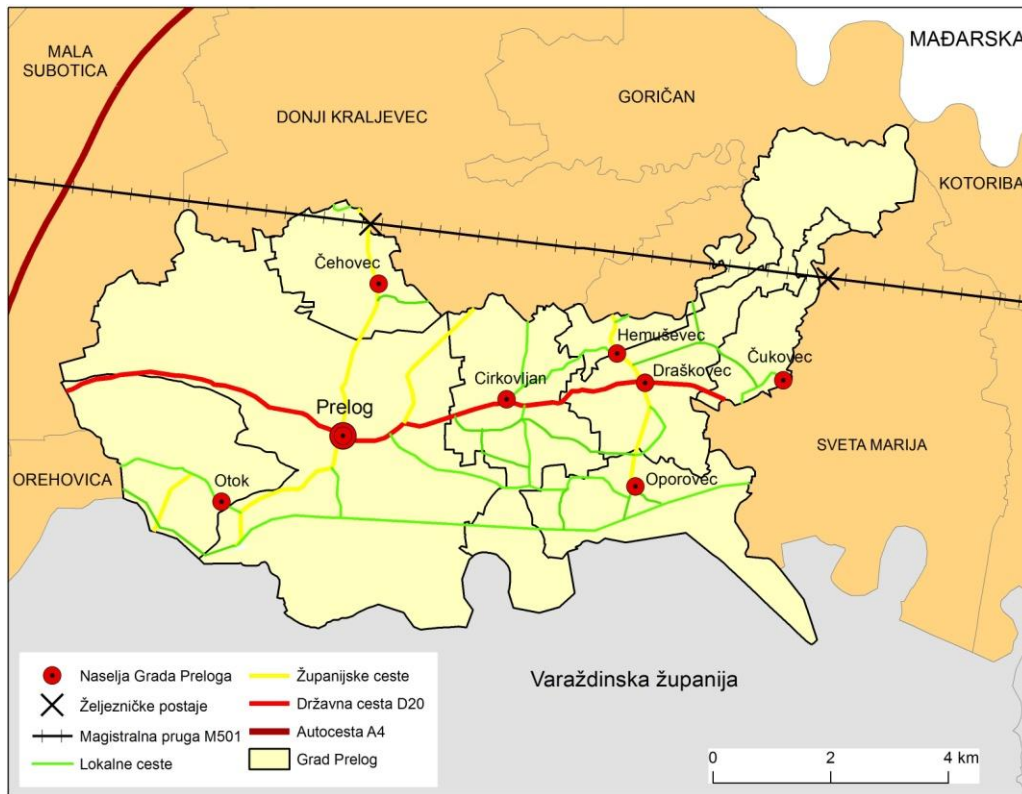 MAĐARSKA
MALA
SUBOTICA
GORIČAN
DONJI KRALJEVEC
KOTORIBA
Čehovec
Hemuševec
Čukovec
Draškovec
Cirkovljan
Prelog
SVETA MARIJA
OREHOVICA
Otok
Oporovec
Varaždinska županija
Naselja Grada Preloga
Željezničke postaje
Magistralna pruga M501
Lokalne ceste
Županijske ceste
Državna cesta D20
Autocesta A4
Grad Prelog
0 2 4 km